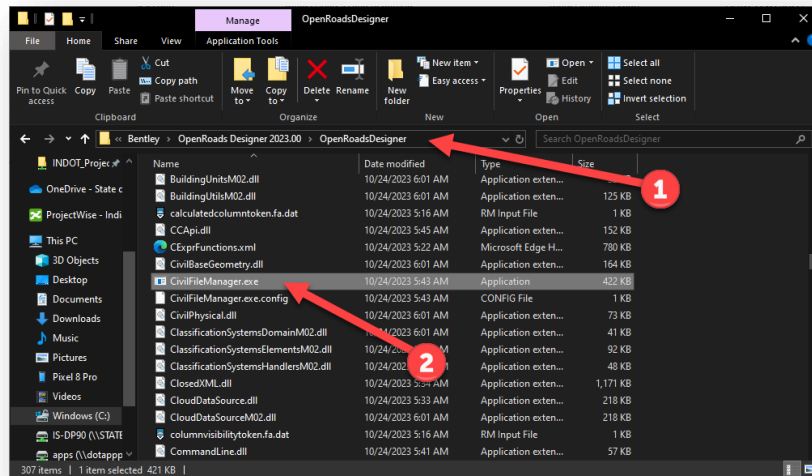 Manage
OpenRoadsDesigner
File
Home
Share
View
Application Tools
Pin to Quick access
Copy
Paste
Cut
Copy path
Paste shortcut
Clipboard
Move to
Copy to
Delete
Rename
Organize
New folder
New item
Easy access
New
Properties
Open
Edit
History
Open
Select all
Select none
Invert selection
Select
« Bentley > OpenRoads Designer 2023.00 > OpenRoadsDesigner
Search OpenRoadsDesigner
INDOT_Projec
OneDrive - State c
ProjectWise - Indi
This PC
3D Objects
Desktop
Documents
Downloads
Music
Pictures
Pixel 8 Pro
Videos
Windows (C:)
IS-DP90 (\\STATE
apps (\\dotappp
Name Date modified Type Size
BuildingUnitsM02.dll 10/24/2023 6:01 AM Application exten...
BuildingUtilsM02.dll 10/24/2023 6:01 AM Application exten... 125 KB
calculatedcolumntoken.fa.dat 10/24/2023 5:16 AM RM Input File 1 KB
CCApi.dll 10/24/2023 5:45 AM Application exten... 152 KB
CExprFunctions.xml 10/24/2023 5:22 AM Microsoft Edge H... 780 KB
CivilBaseGeometry.dll 10/24/2023 6:01 AM Application exten... 164 KB
CivilFileManager.exe 10/24/2023 5:43 AM Application 422 KB
CivilFileManager.exe.config 10/24/2023 5:43 AM CONFIG File 1 KB
CivilPhysical.dll 10/24/2023 6:01 AM Application exten... 73 KB
ClassificationSystemsDomainM02.dll 10/24/2023 6:01 AM Application exten... 41 KB
ClassificationSystemsElementsM02.dll 10/24/2023 6:01 AM Application exten... 92 KB
ClassificationSystemsHandlersM02.dll 10/24/2023 6:01 AM Application exten... 48 KB
ClosedXML.dll 10/24/2023 5:34 AM Application exten... 1,171 KB
CloudDataSource.dll 10/24/2023 5:33 AM Application exten... 218 KB
CloudDataSourceM02.dll 10/24/2023 6:01 AM Application exten... 218 KB
columnvisibilitytoken.fa.dat 10/24/2023 5:16 AM RM Input File 1 KB
CommandLine.dll 10/24/2023 5:41 AM Application exten... 57 KB
1
2
307 items
1 item selected 421 KB